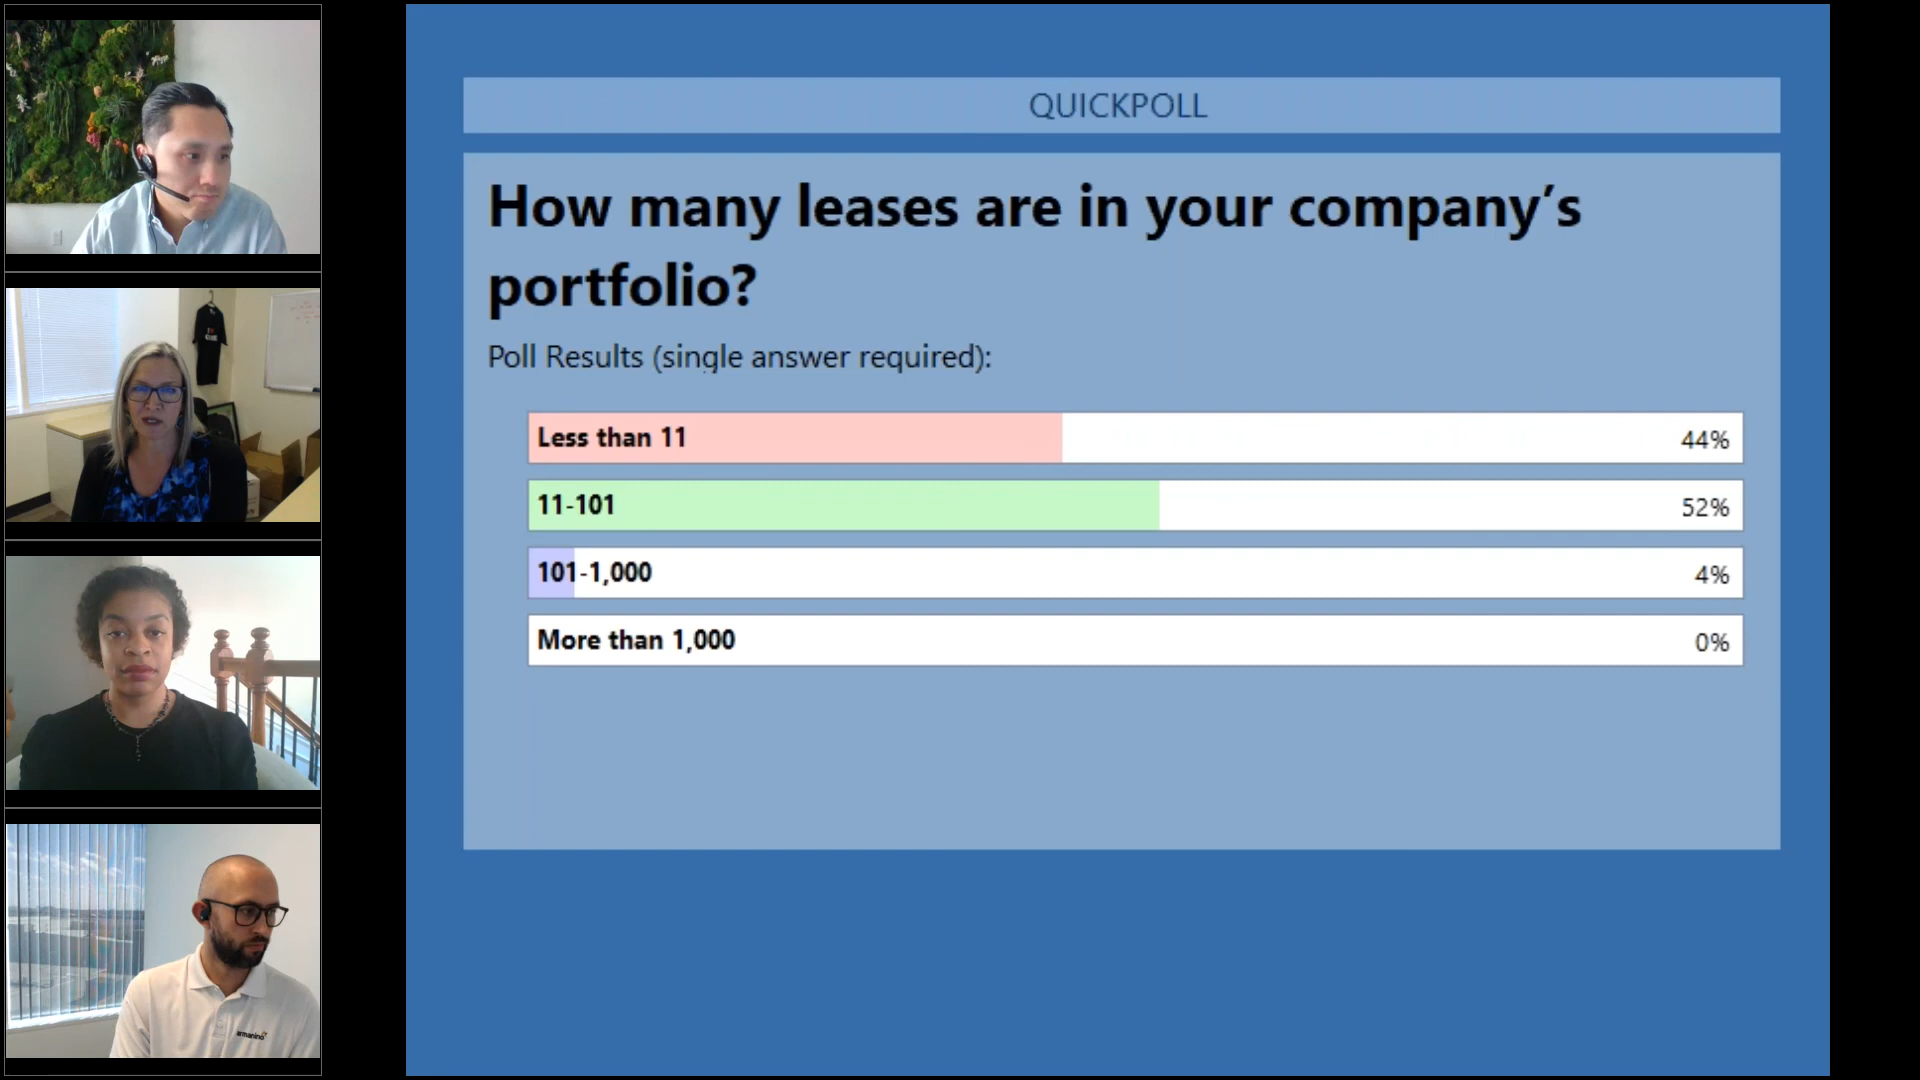 QUICKPOLL
How many leases are in your company’s
portfolio?
Poll Results (single answer required):
Less than 11
44%
11-101
52%
101-1,000
4%
More than 1,000
0%
armanino